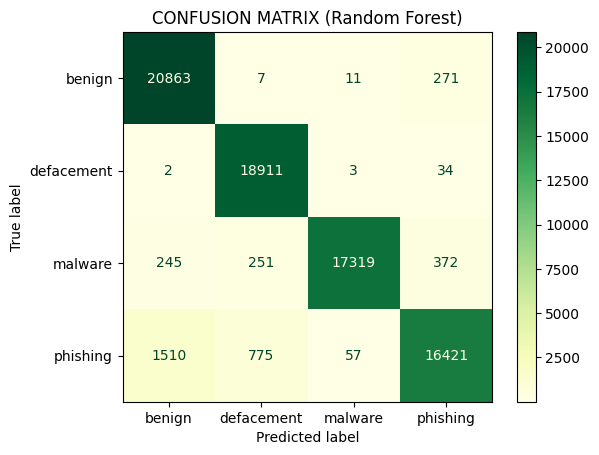 CONFUSION MATRIX (Random Forest)
True label
benign 20863 7 11 271
defacement 2 18911 3 34
malware 245 251 17319 372
phishing 1510 775 57 16421
benign defacement malware phishing
Predicted label
20000
17500
15000
12500
10000
7500
5000
2500